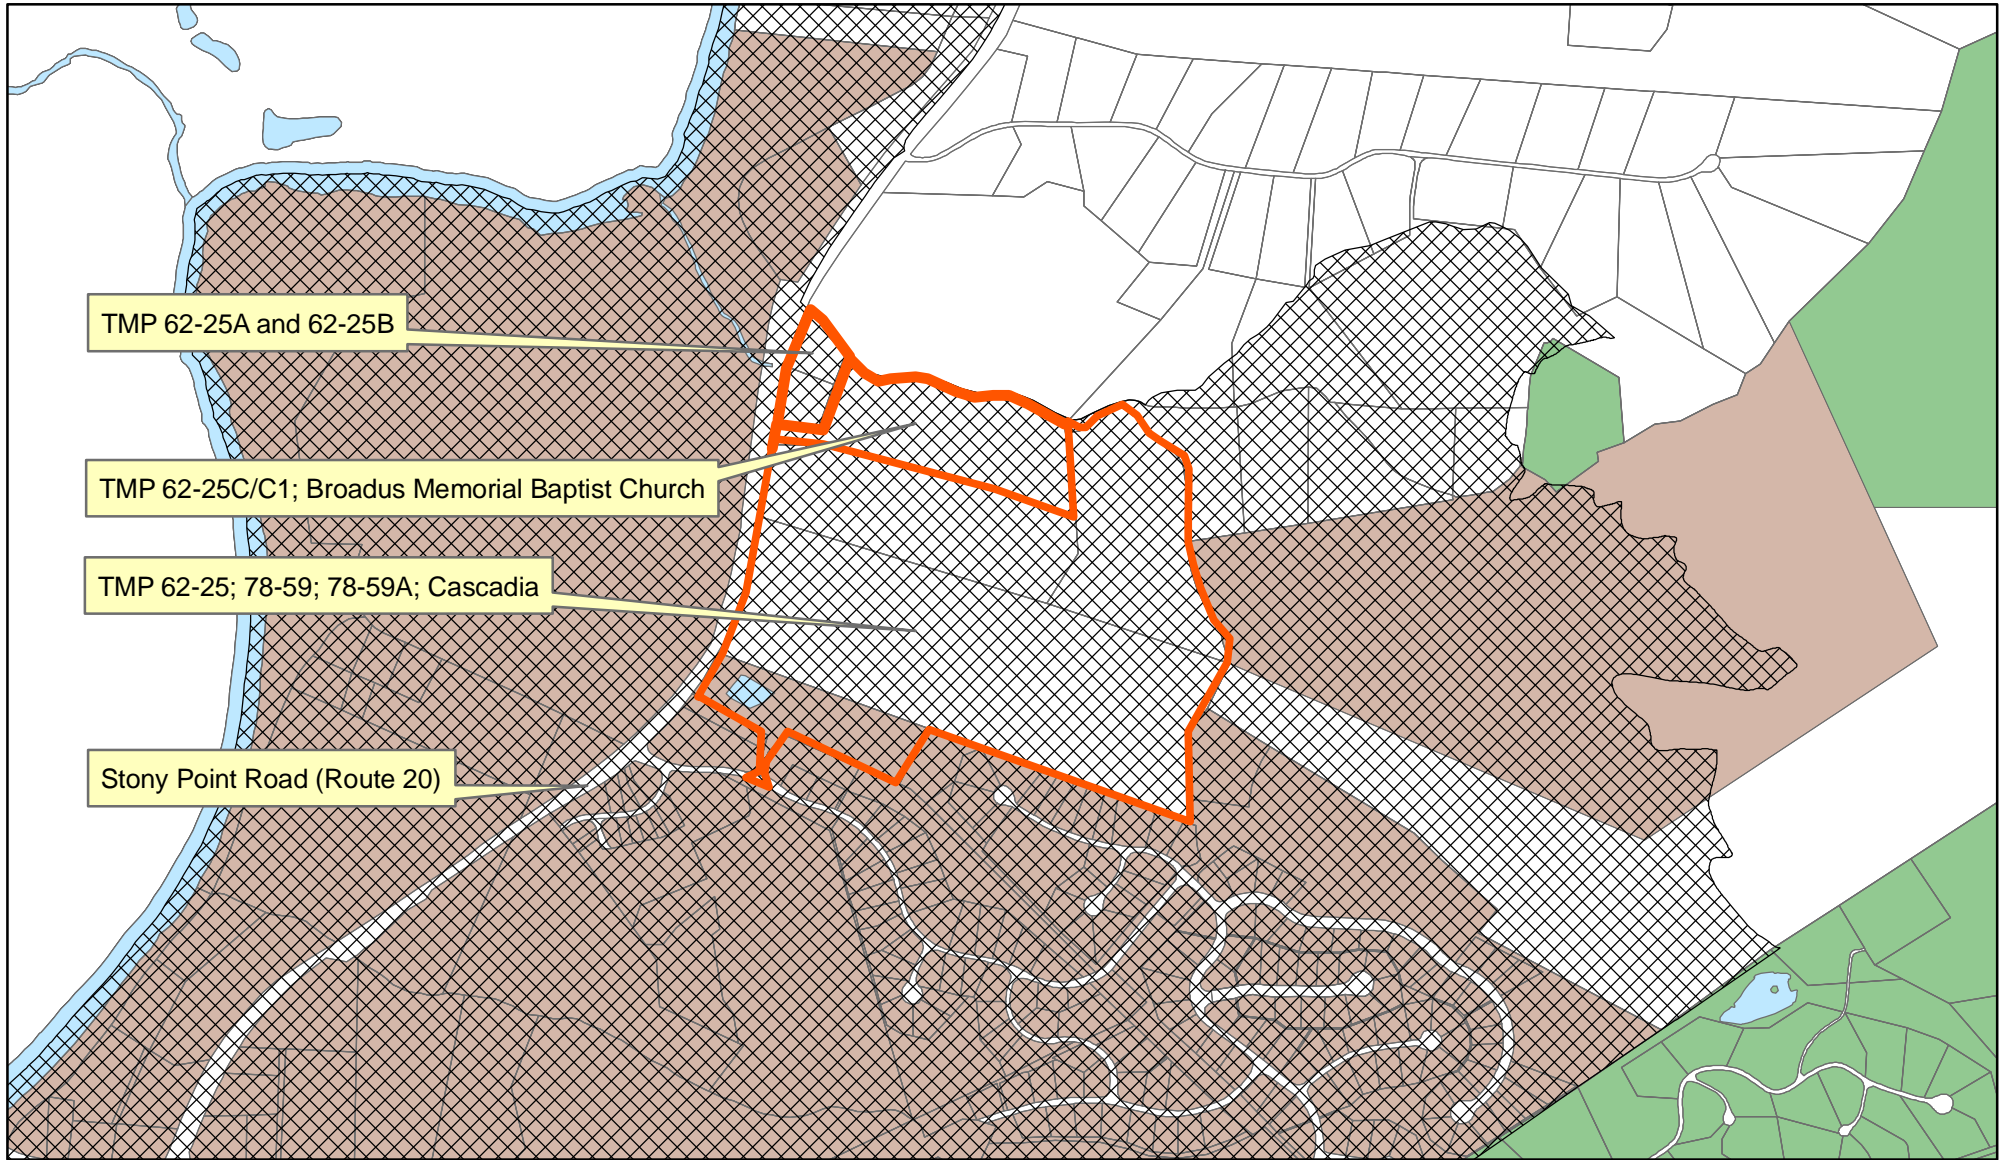 TMP 62-25A and 62-25B
TMP 62-25C/C1; Broadus Memorial Baptist Church
TMP 62-25; 78-59; 78-59A; Cascadia
Stony Point Road (Route 20)